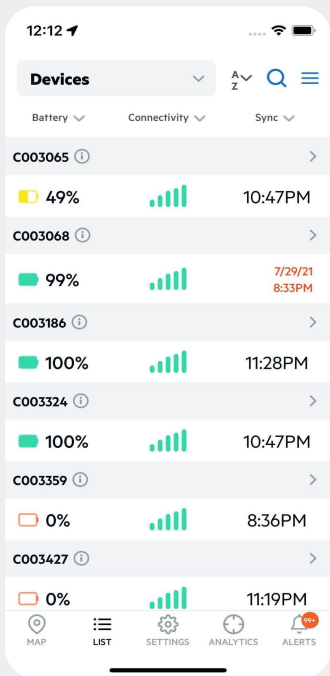 12:12
Devices
A
Z
Battery Connectivity Sync
C003065
49% 10:47PM
C003068
99% 7/29/21
8:33PM
C003186
100% 11:28PM
C003324
100% 10:47PM
C003359
0% 8:36PM
C003427
0% 11:19PM
99+
MAP LIST SETTINGS ANALYTICS ALERTS